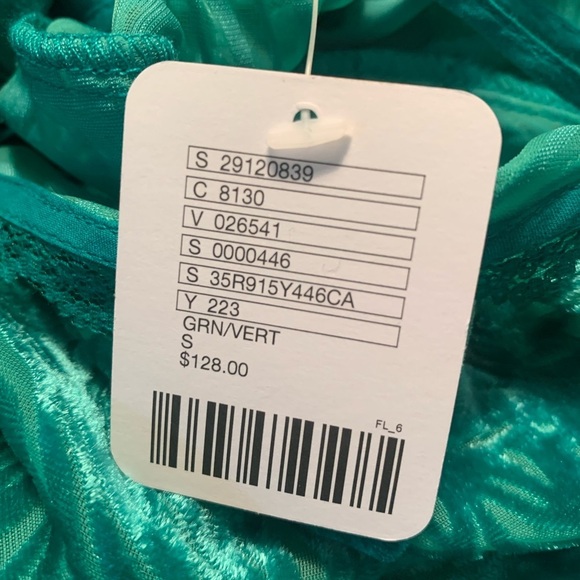 S 29120839
C 8130
V 026541
S 0000446
S 35R915Y446CA
Y 223
GRN/VERT
S
$128.00
FL_6